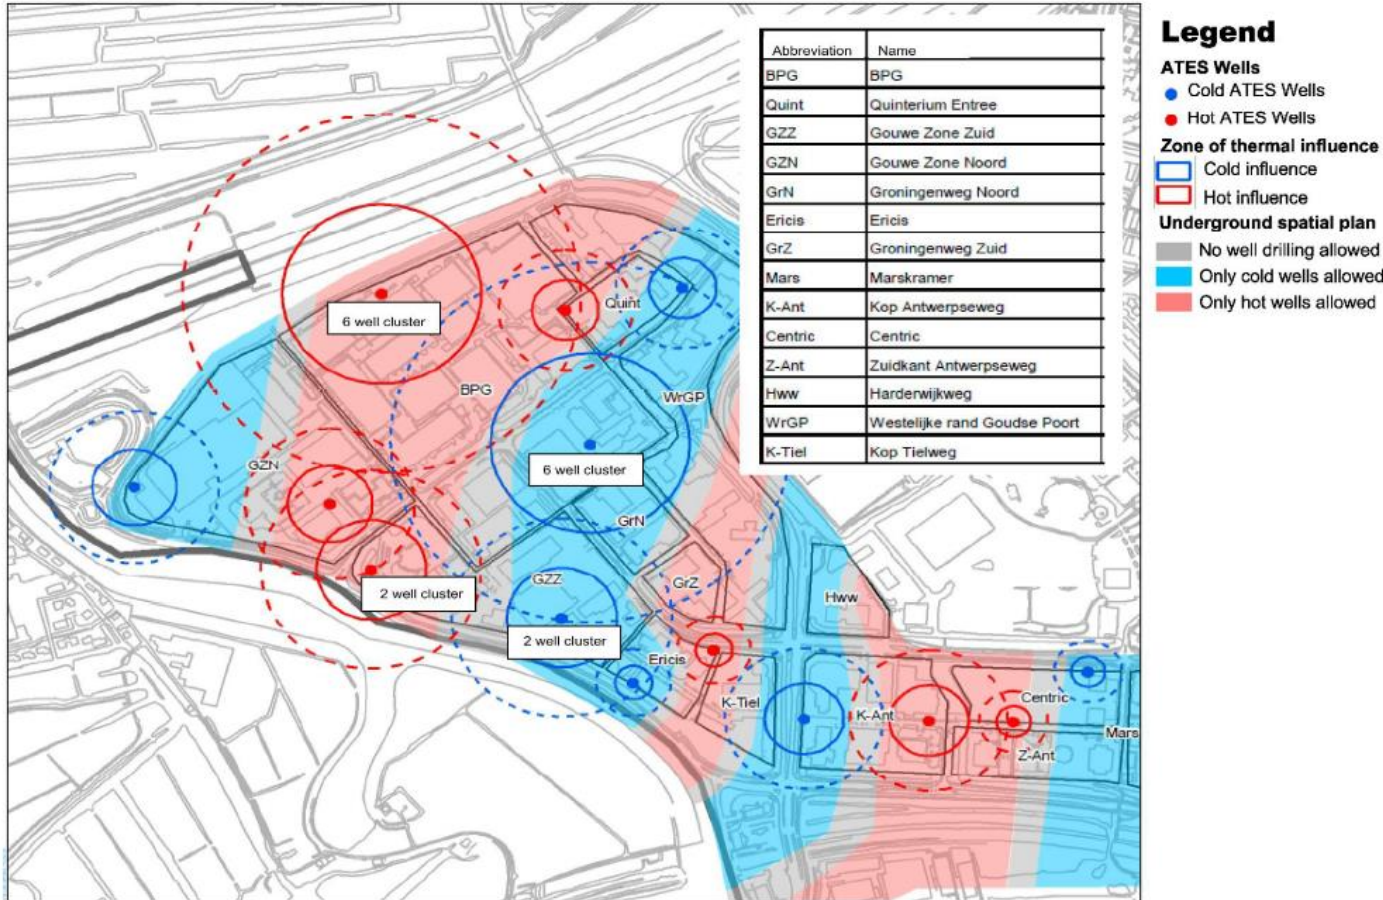 Abbreviation Name
BPG BPG
Quint Quinterium Entree
GZZ Gouwe Zone Zuid
GZN Gouwe Zone Noord
GrN Groningenweg Noord
Ericis Ericis
GrZ Groningenweg Zuid
Mars Marskramer
K-Ant Kop Antwerpseweg
Centric Centric
Z-Ant Zuidkant Antwerpseweg
Hww Harderwijkweg
WrGP Westelijke rand Goudse Poort
K-Tiel Kop Tielweg
Legend
ATES Wells
Cold ATES Wells
Hot ATES Wells
Zone of thermal influence
Cold influence
Hot influence
Underground spatial plan
No well drilling allowed
Only cold wells allowed
Only hot wells allowed
Quint
6 well cluster
BPG
WrGP
GZN
6 well cluster
GrN
GZZ
GrZ
2 well cluster
Hww
2 well cluster
Ericis
K-Tiel
K-Ant
Centric
Mars
Z-Ant